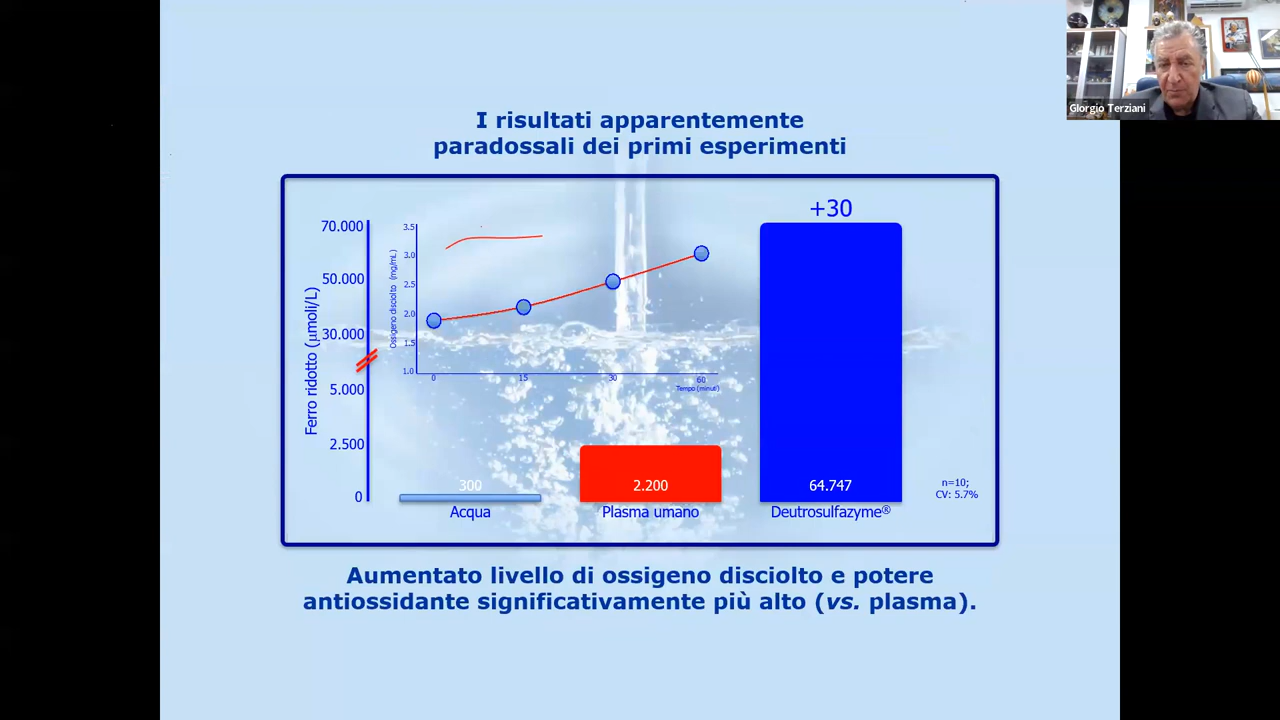 GIorgio Terziani
I risultati apparentemente
paradossali dei primi esperimenti
+30
Ferro ridotto (μmoli/L)
70.000
50.000
30.000
5.000
2.500
0
Ossigeno disciolto (mg/mL)
3.5
3.0
2.5
2.0
1.5
1.0
0
15
30
60
Tempo (minuti)
300
2.200
64.747
n=10;
CV: 5.7%
Acqua
Plasma umano
Deutrosulfazyme®
Aumentato livello di ossigeno disciolto e potere
antiossidante significativamente più alto (vs. plasma).